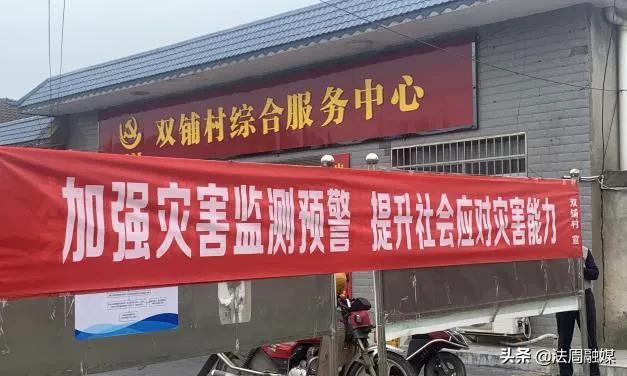 双铺村综合服务中心
加强灾害监测预警 提升社会应对灾害能力
双铺村 宣
头条 @法周融媒